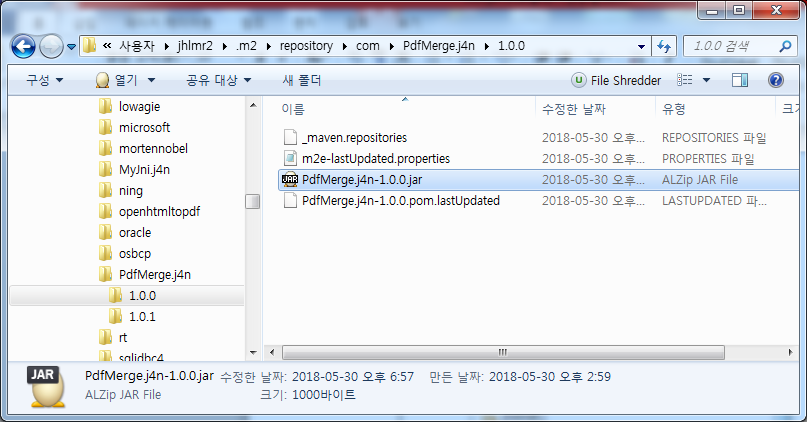 « 사용자 ▸ jhlmr2 ▸ .m2 ▸ repository ▸ com ▸ PdfMerge.j4n ▸ 1.0.0
1.0.0 검색
구성 열기 공유 대상 새 폴더 File Shredder
lowagie
microsoft
mortennobel
MyJni.j4n
ning
openhtmltopdf
oracle
osbcp
PdfMerge.j4n
1.0.0
1.0.1
rt
sqljdbc4
이름 수정한 날짜 유형
_maven.repositories 2018-05-30 오후... REPOSITORIES 파일
m2e-lastUpdated.properties 2018-05-30 오후... PROPERTIES 파일
PdfMerge.j4n-1.0.0.jar 2018-05-30 오후... ALZip JAR File
PdfMerge.j4n-1.0.0.pom.lastUpdated 2018-05-30 오후... LASTUPDATED 파...
JAR
PdfMerge.j4n-1.0.0.jar 수정한 날짜: 2018-05-30 오후 6:57 만든 날짜: 2018-05-30 오후 2:59
ALZip JAR File 크기: 1000바이트